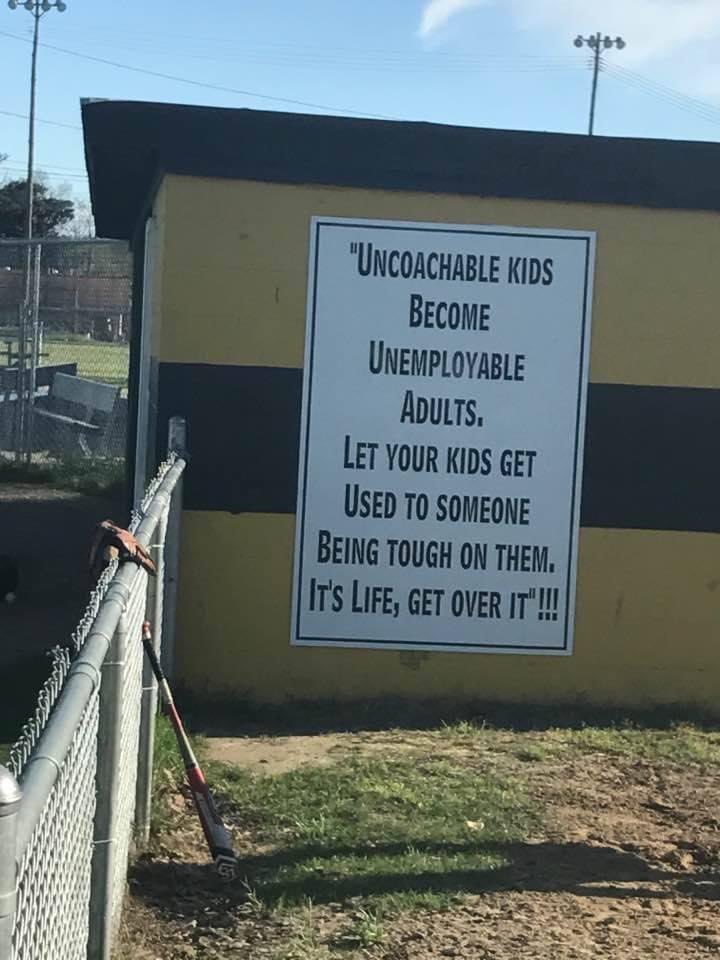 "UNCOACHABLE KIDS
BECOME
UNEMPLOYABLE
ADULTS.
LET YOUR KIDS GET
USED TO SOMEONE
BEING TOUGH ON THEM.
IT'S LIFE, GET OVER IT"!!!